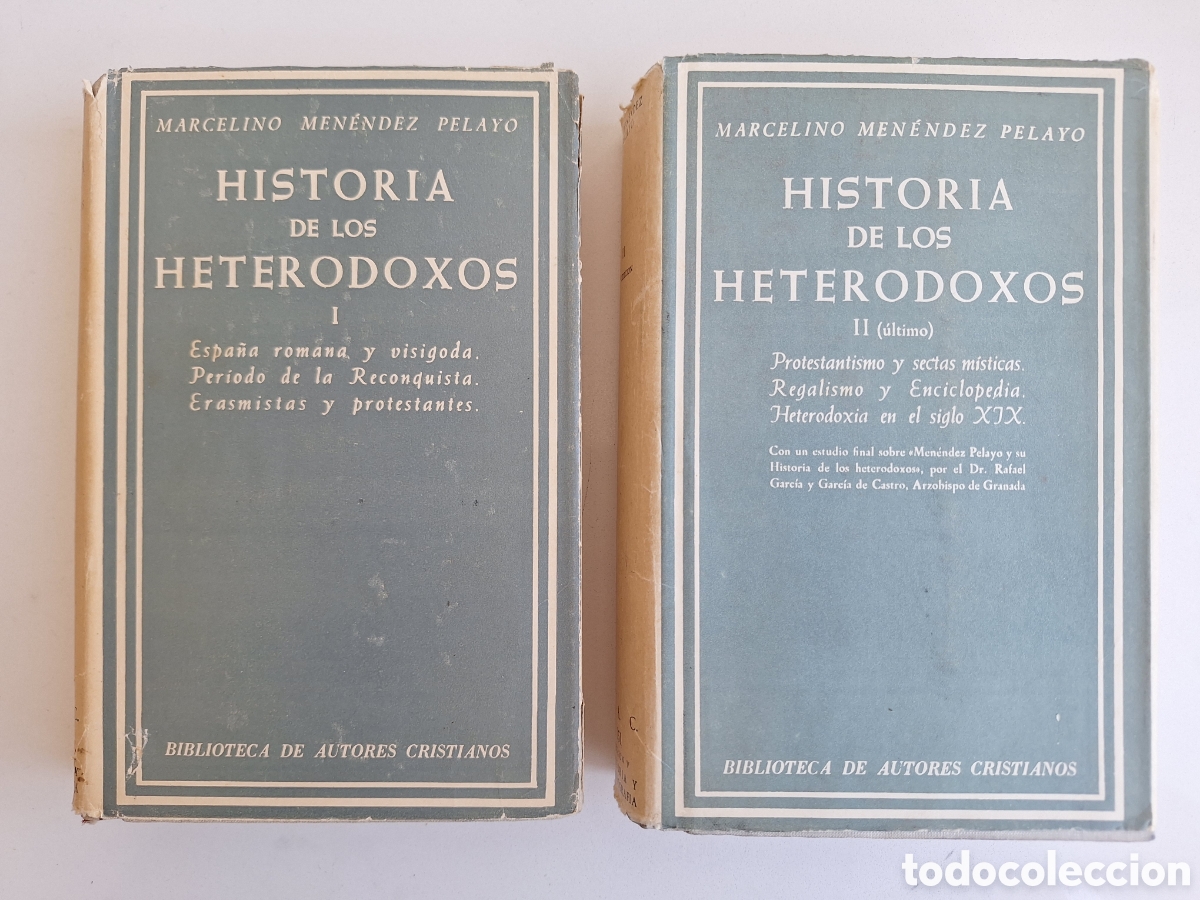 MARCELINO MENÉNDEZ PELAYO
HISTORIA
DE LOS
HETERODOXOS
I
España romana y visigoda.
Período de la Reconquista.
Erasmistas y protestantes.
BIBLIOTECA DE AUTORES CRISTIANOS
MARCELINO MENÉNDEZ PELAYO
HISTORIA
DE LOS
HETERODOXOS
II (último)
Protestantismo y sectas místicas.
Regalismo y Enciclopedia.
Heterodoxia en el siglo XIX.
Con un estudio final sobre «Menéndez Pelayo y su
Historia de los heterodoxos», por el Dr. Rafael
García y García de Castro, Arzobispo de Granada
BIBLIOTECA DE AUTORES CRISTIANOS
todocoleccion